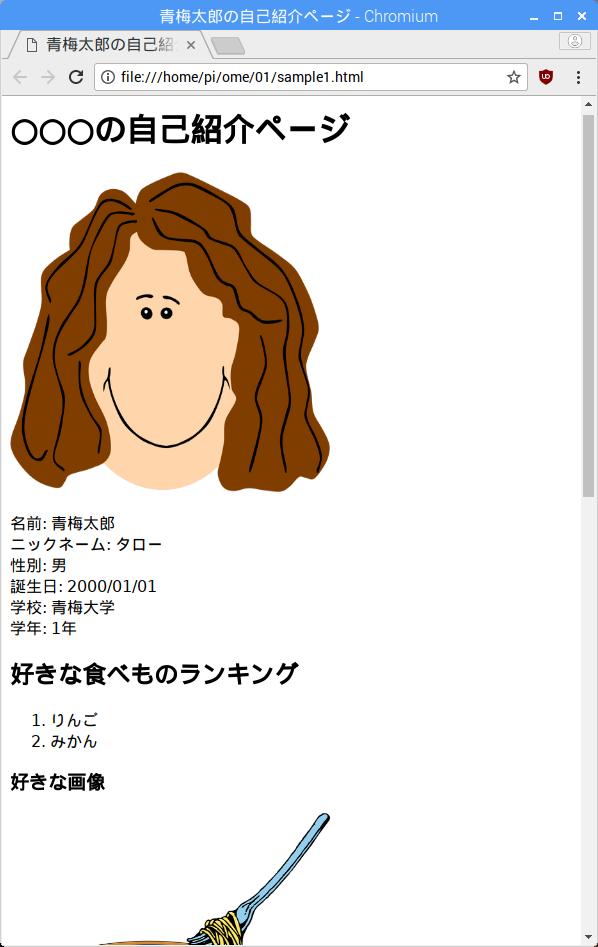 青梅太郎の自己紹介ページ - Chromium
青梅太郎の自己紹
file:///home/pi/ome/01/sample1.html
○○○の自己紹介ページ
名前: 青梅太郎
ニックネーム: タロー
性別: 男
誕生日: 2000/01/01
学校: 青梅大学
学年: 1年
好きな食べものランキング
1. りんご
2. みかん
好きな画像